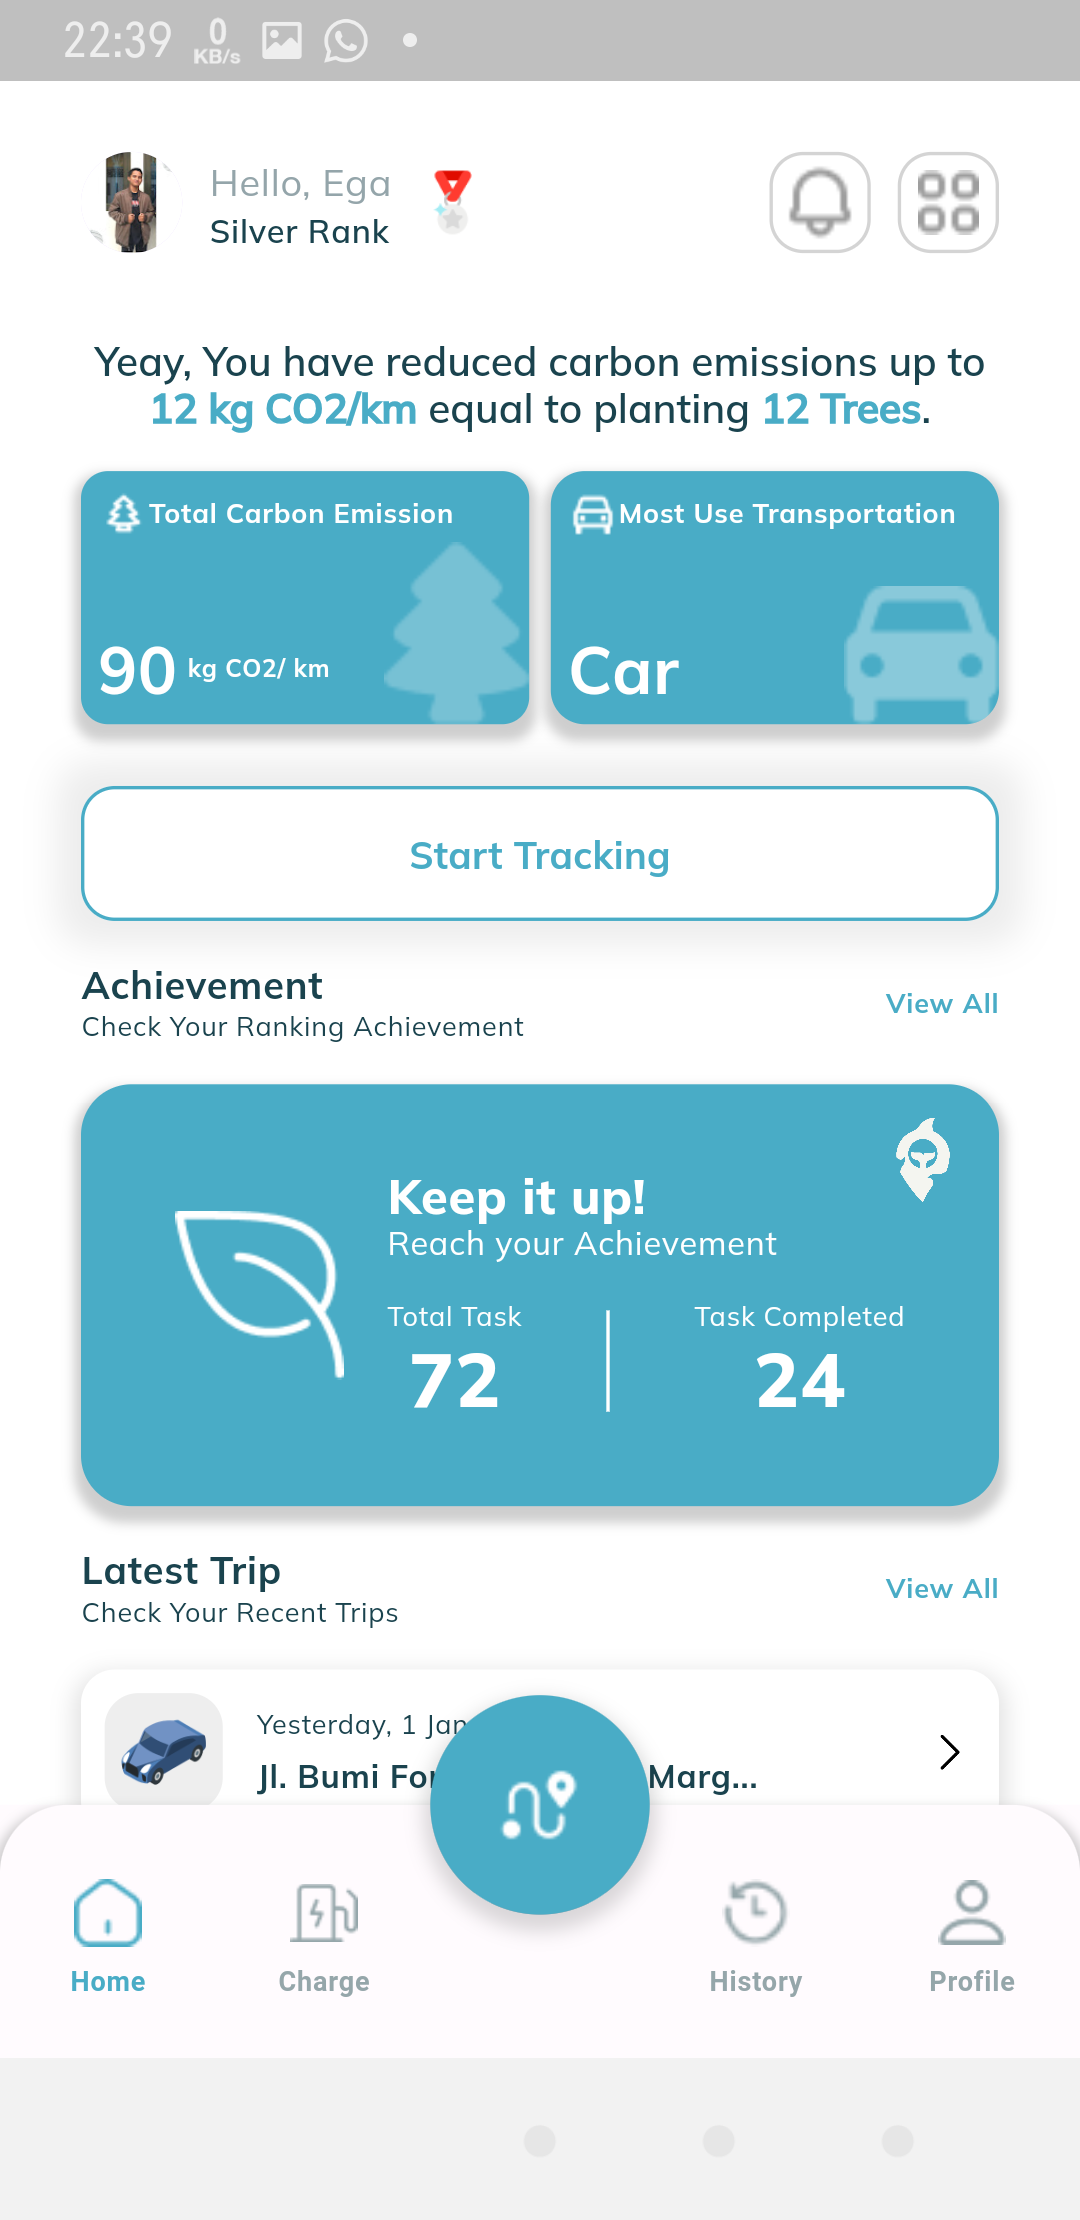 22:39 0 KB/s
Hello, Ega
Silver Rank
Yeay, You have reduced carbon emissions up to
12 kg CO2/km equal to planting 12 Trees.
Total Carbon Emission
90 kg CO2/ km
Most Use Transportation
Car
Start Tracking
Achievement
Check Your Ranking Achievement
View All
Keep it up!
Reach your Achievement
Total Task
72
Task Completed
24
Latest Trip
Check Your Recent Trips
View All
Yesterday, 1 Jan
Jl. Bumi Marg...
Home
Charge
History
Profile